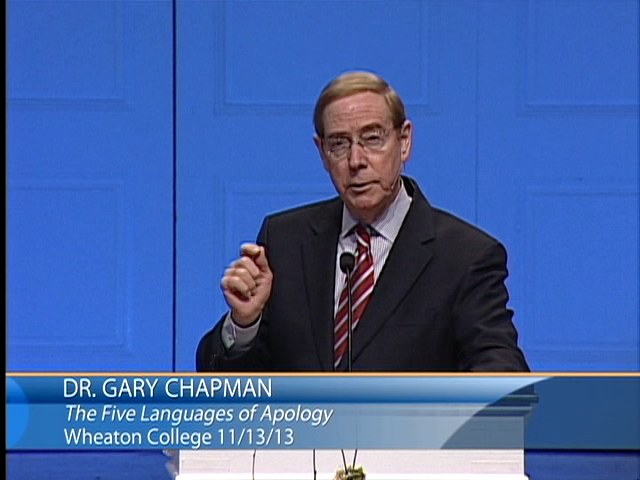 DR. GARY CHAPMAN
The Five Languages of Apology
Wheaton College 11/13/13